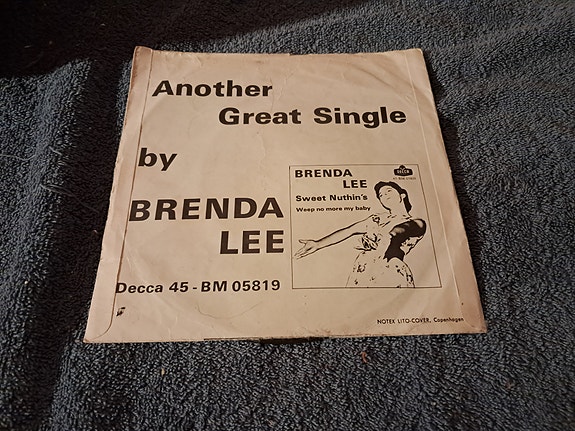 Another
Great Single
by
BRENDA
LEE
Decca 45 - BM 05819
BRENDA
LEE
DECCA
Sweet Nuthin's
Weep no more my baby
NOTEX LITO-COVER, Copenhagen